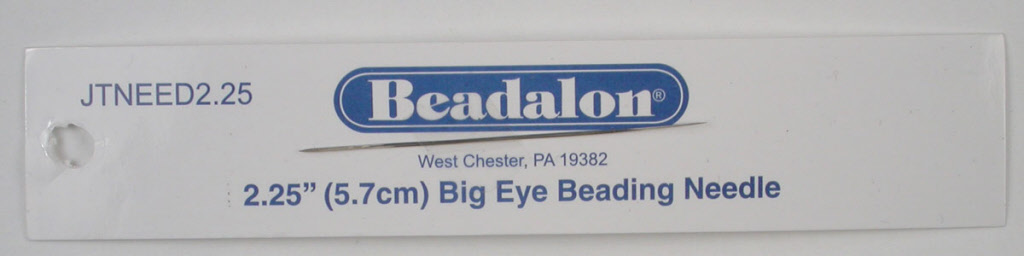 JTNEED2.25
Beadalon®
West Chester, PA 19382
2.25” (5.7cm) Big Eye Beading Needle